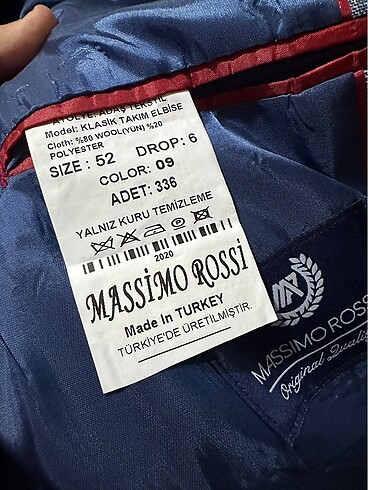 ATÖLYE: ADAŞ TEKSTİL
Model: KLASİK TAKIM ELBİSE
Cloth: %80 WOOL(YÜN) %20
POLYESTER
SIZE : 52 DROP: 6
COLOR: 09
ADET: 336
YALNIZ KURU TEMİZLEME
2020
MASSİMO ROSSİ
Made In TURKEY
TÜRKİYE'DE ÜRETİLMİŞTİR.
MASSIMO ROSSI
Original Quality